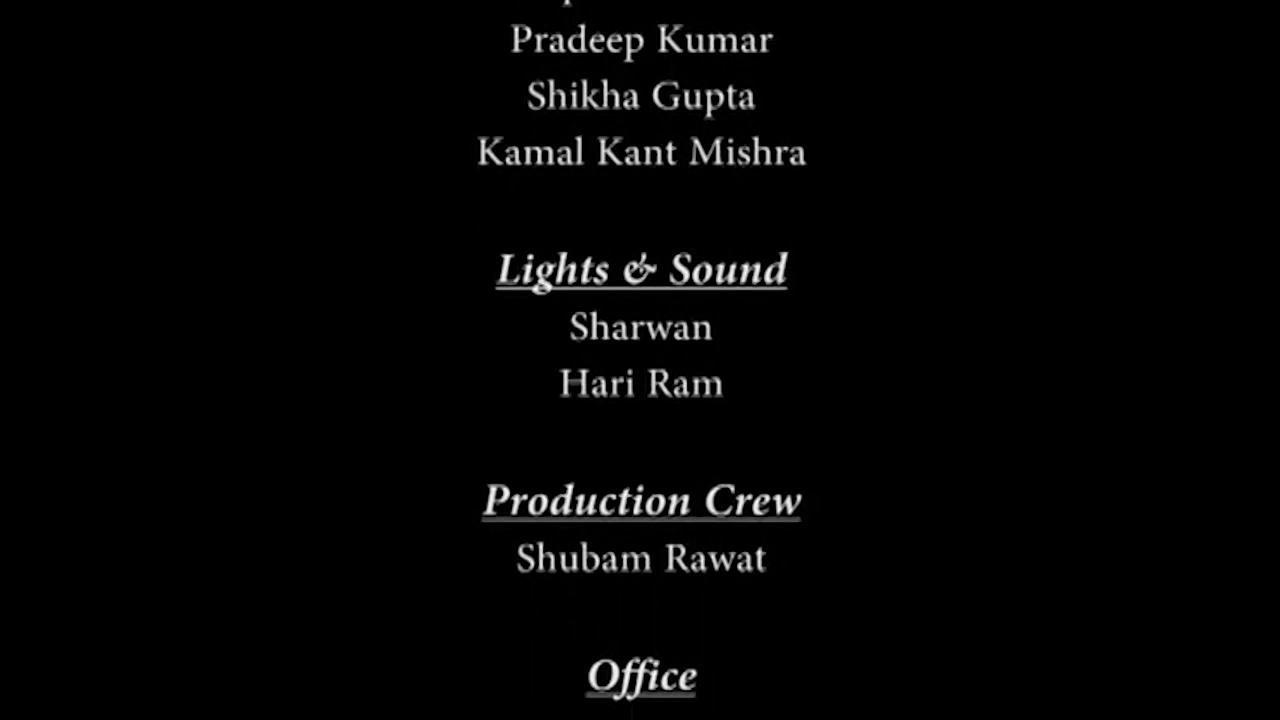 Pradeep Kumar
Shikha Gupta
Kamal Kant Mishra
Lights & Sound
Sharwan
Hari Ram
Production Crew
Shubam Rawat
Office